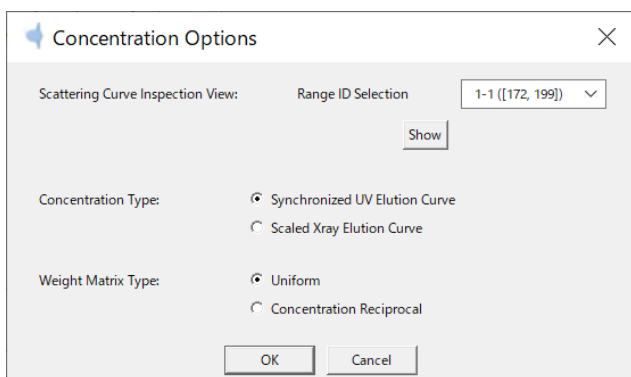 Concentration Options
Scattering Curve Inspection View: Range ID Selection 1-1 ([172, 199])
Show
Concentration Type: Synchronized UV Elution Curve
Scaled Xray Elution Curve
Weight Matrix Type: Uniform
Concentration Reciprocal
OK Cancel